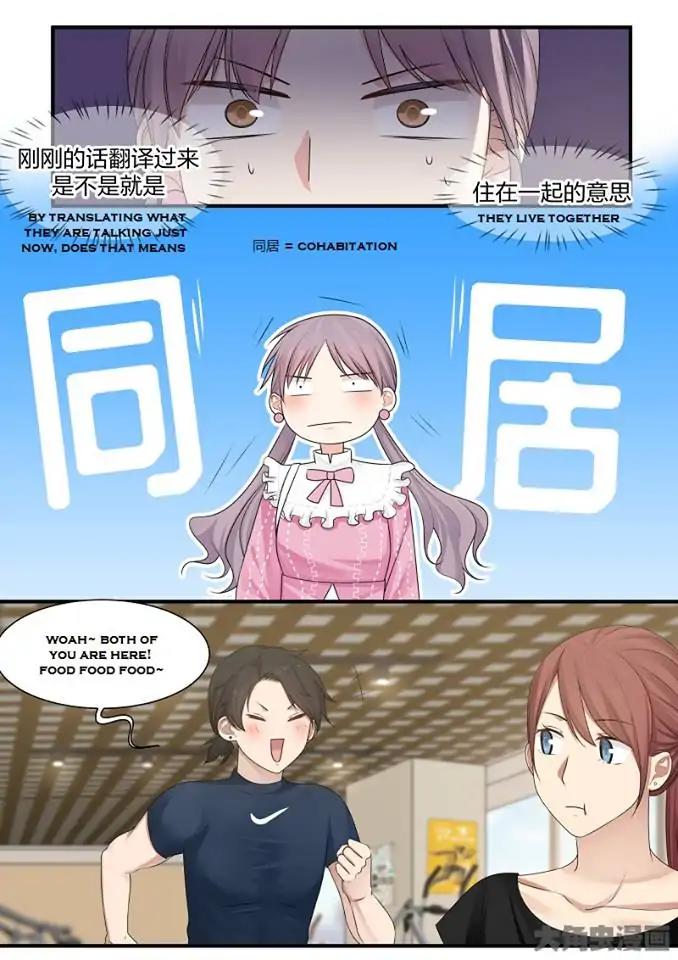 刚刚的话翻译过来
是不是就是
BY TRANSLATING WHAT
THEY ARE TALKING JUST
NOW, DOES THAT MEANS
住在一起的意思
THEY LIVE TOGETHER
同居 = COHABITATION
同居
WOAH~ BOTH OF
YOU ARE HERE!
FOOD FOOD FOOD~
大角虫漫画